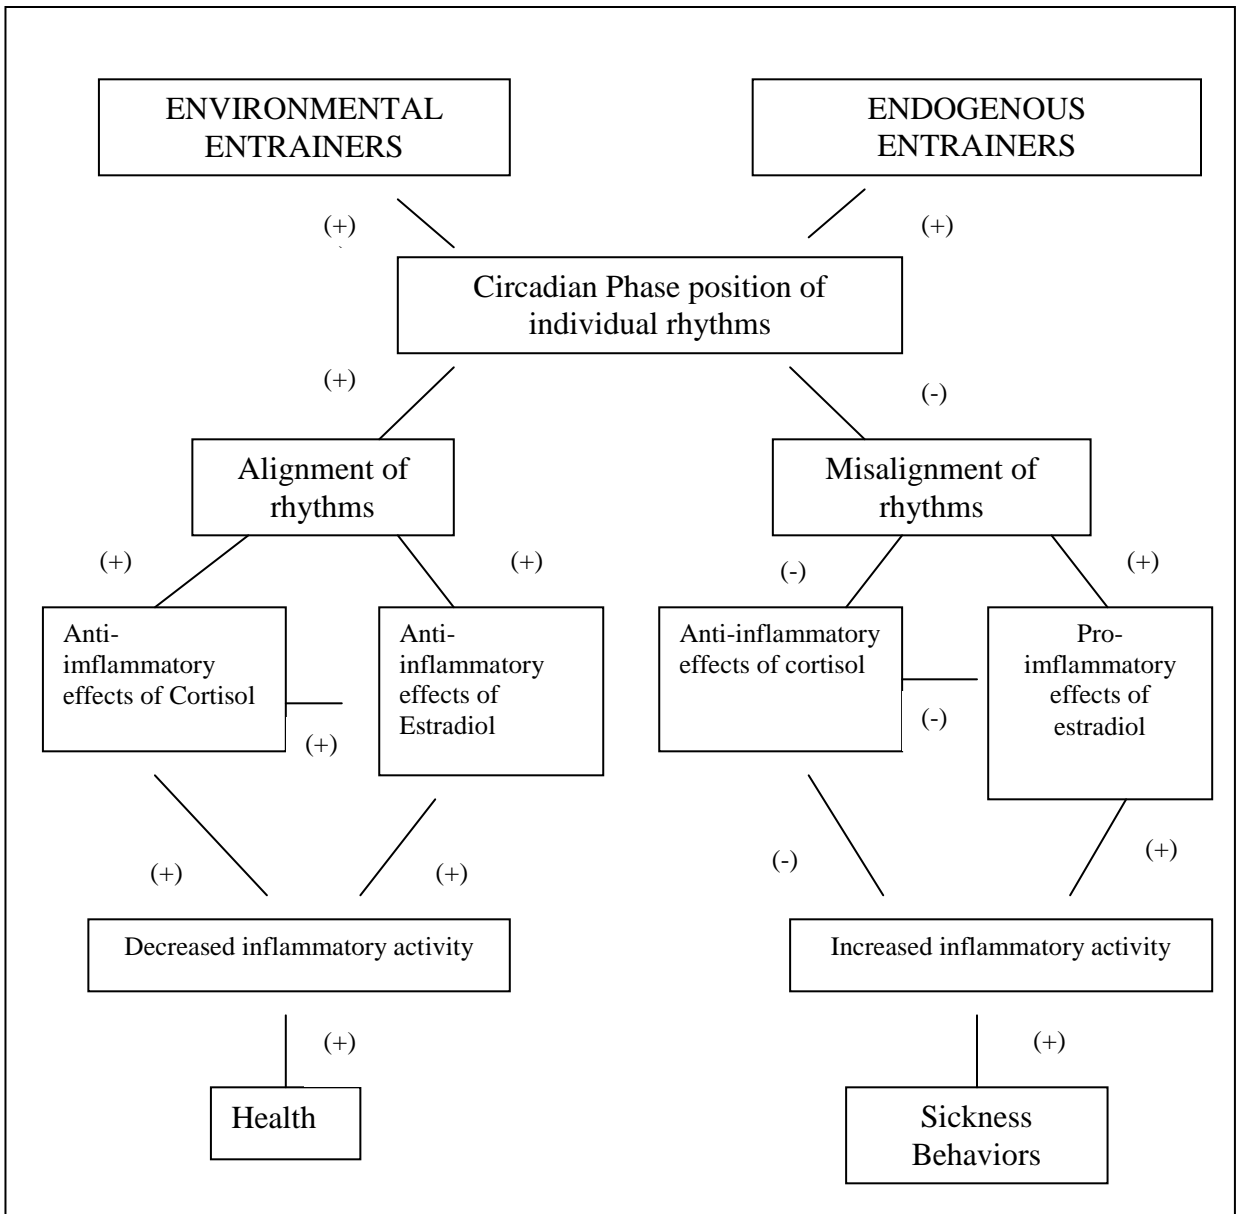 ENVIRONMENTAL
ENTRAINERS
ENDOGENOUS
ENTRAINERS
(+)
(+)
Circadian Phase position of
individual rhythms
(+)
(-)
Alignment of
rhythms
Misalignment of
rhythms
(+)
(+)
(-)
(+)
Anti-
imflammatory
effects of Cortisol
Anti-
inflammatory
effects of
Estradiol
Anti-inflammatory
effects of cortisol
Pro-
imflammatory
effects of
estradiol
(+)
(-)
(+)
(+)
(-)
(+)
Decreased inflammatory activity
Increased inflammatory activity
(+)
(+)
Health
Sickness
Behaviors